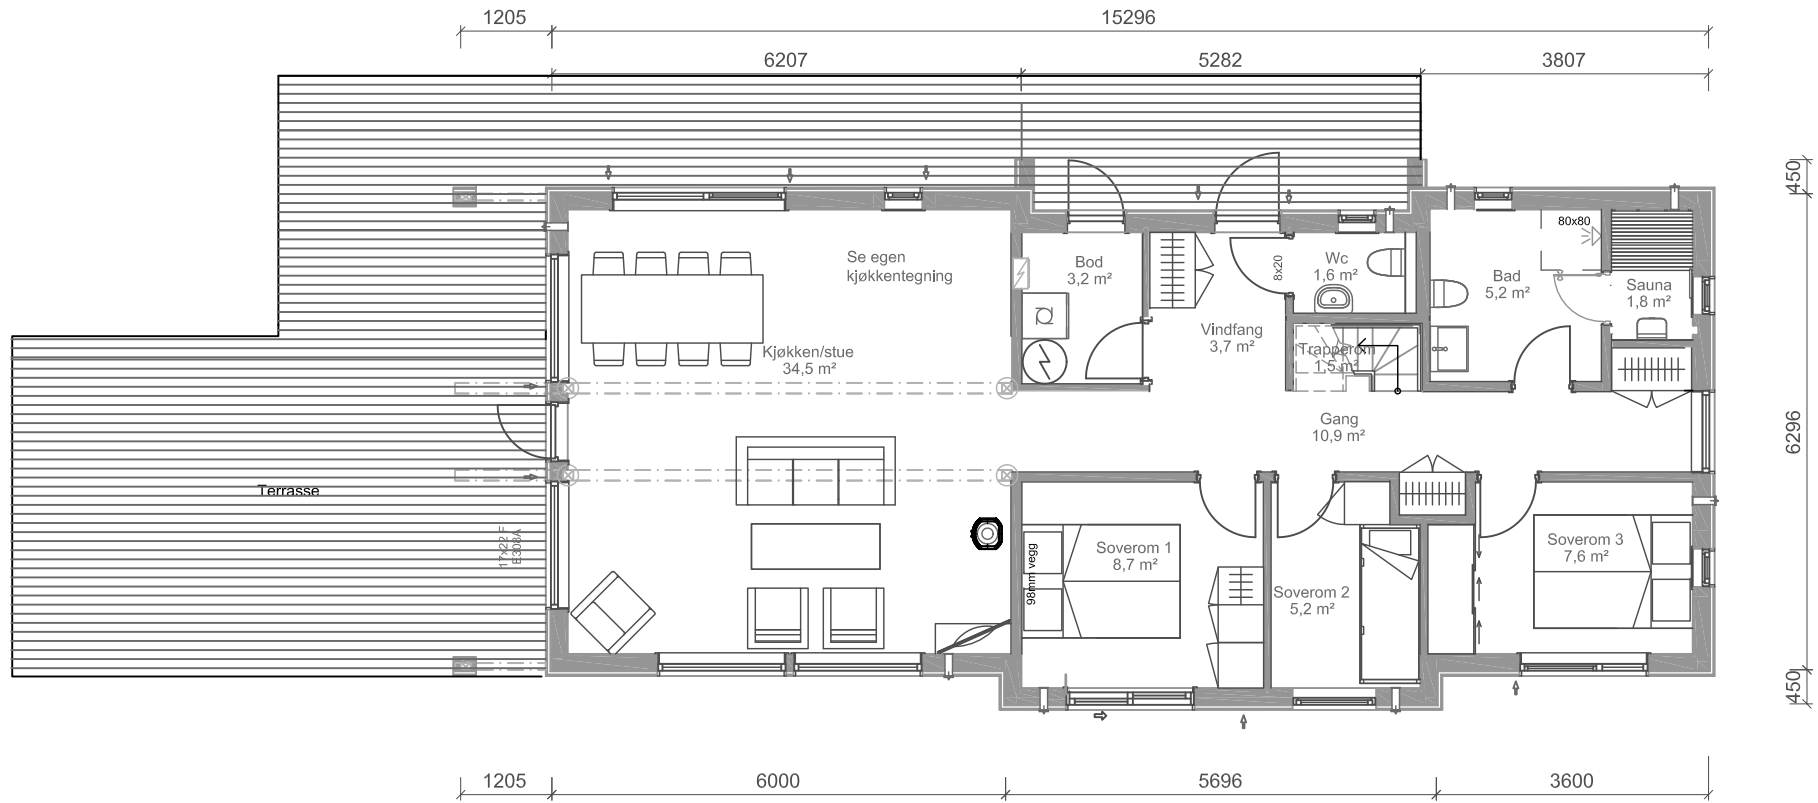 1205
15296
6207
5282
3807
450
80x80
Se egen
kjøkkentegning
Bod
3,2 m²
8x20
Wc
1,6 m²
Bad
5,2 m²
Sauna
1,8 m²
Vindfang
3,7 m²
Kjøkken/stue
34,5 m²
Trapperom
1,5 m²
Gang
10,9 m²
6296
Terrasse
17x22 F
E308A
98mm vegg
Soverom 1
8,7 m²
Soverom 2
5,2 m²
Soverom 3
7,6 m²
450
1205
6000
5696
3600